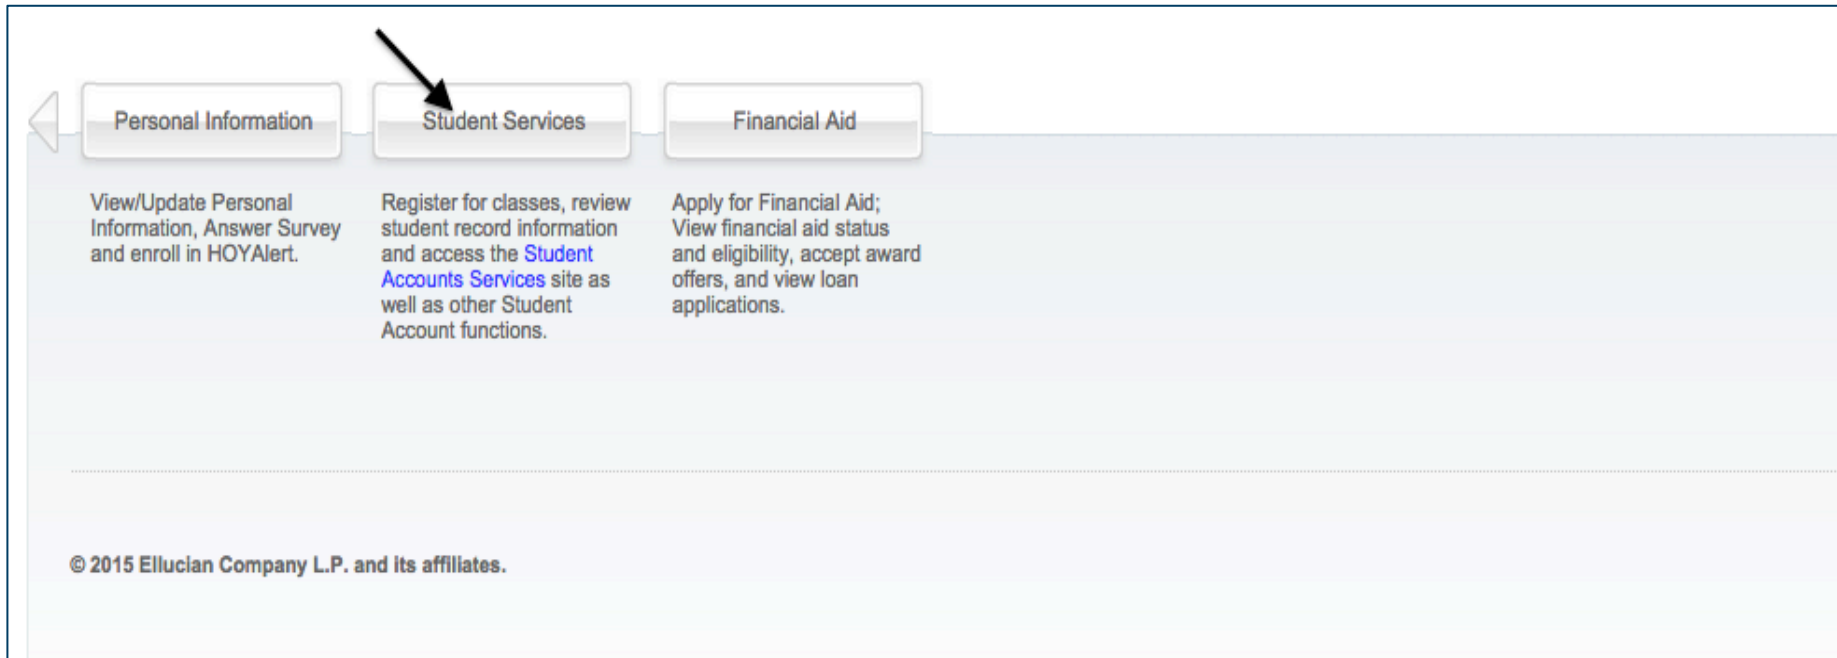 Personal Information
Student Services
Financial Aid
View/Update Personal
Information, Answer Survey
and enroll in HOYAlert.
Register for classes, review
student record information
and access the Student
Accounts Services site as
well as other Student
Account functions.
Apply for Financial Aid;
View financial aid status
and eligibility, accept award
offers, and view loan
applications.
© 2015 Ellucian Company L.P. and its affiliates.